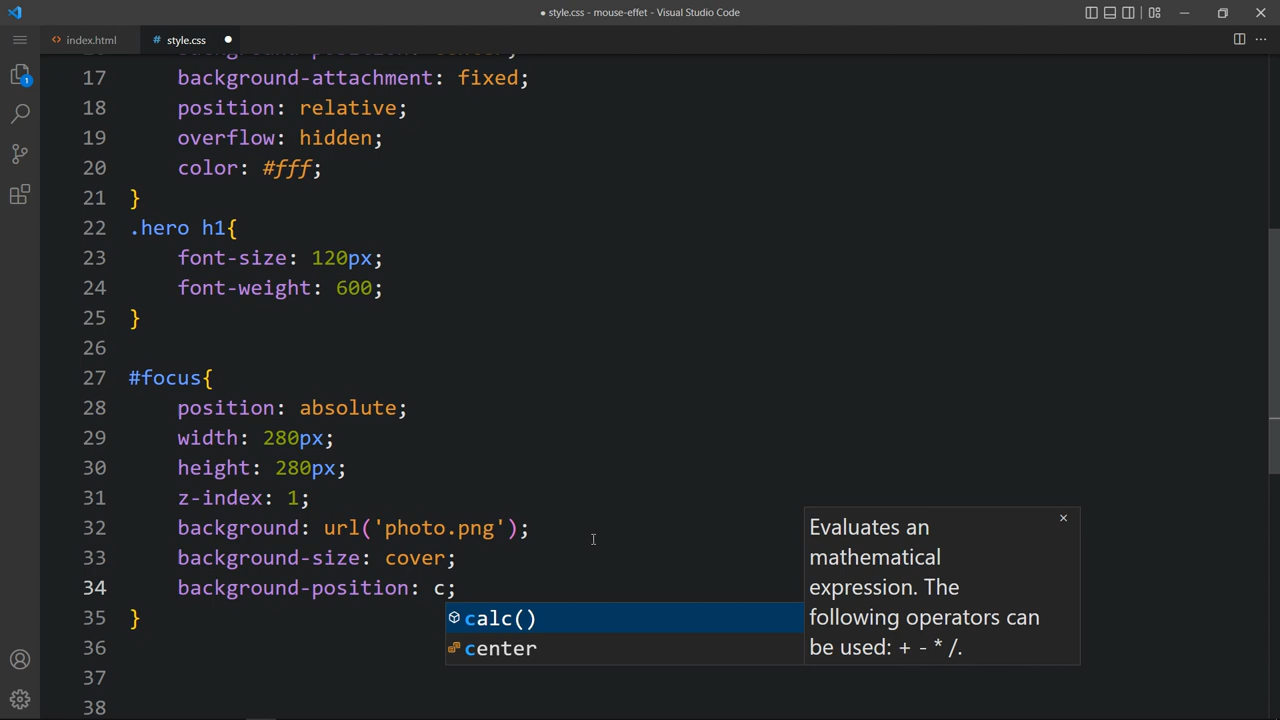 ● style.css - mouse-effet - Visual Studio Code
<> index.html
# style.css ●
17 background-attachment: fixed;
18 position: relative;
19 overflow: hidden;
20 color: #fff;
21 }
22 .hero h1{
23 font-size: 120px;
24 font-weight: 600;
25 }
26
27 #focus{
28 position: absolute;
29 width: 280px;
30 height: 280px;
31 z-index: 1;
32 background: url('photo.png');
33 background-size: cover;
34 background-position: c;
35 }
36
37
38
calc()
center
Evaluates an
mathematical
expression. The
following operators can
be used: + - * /.
1